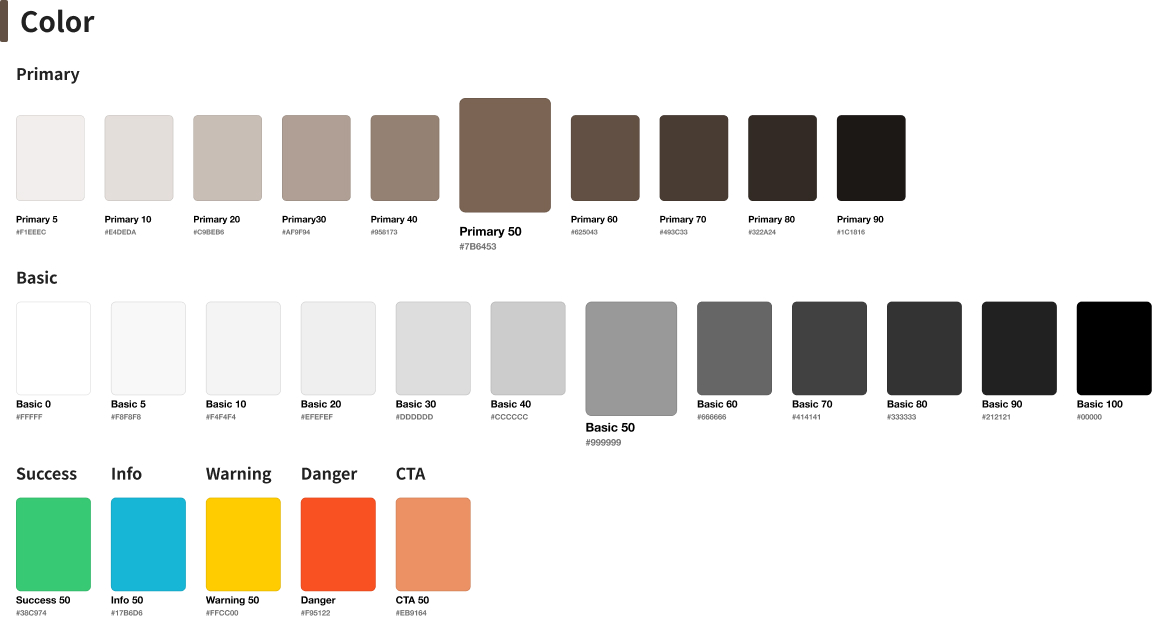 Color
Primary
Primary 5
Primary 10
Primary 20
Primary30
Primary 40
Primary 50
Primary 60
Primary 70
Primary 80
Primary 90
#F1EEEC
#E4DEDA
#C9BEB6
#AF9F94
#956173
#7B6453
#625043
#493C33
#322A24
#1C1816
Basic
Basic 0
Basic 5
Basic 10
Basic 20
Basic 30
Basic 40
Basic 50
Basic 60
Basic 70
Basic 80
Basic 90
Basic 100
#FFFFF
#F8F8F8
#F4F4F4
#EFEFEF
#DDDDDD
#CCCCCC
#999999
#666666
#414141
#333333
#212121
#00000
Success
Info
Warning
Danger
CTA
Success 50
Info 50
Warning 50
Danger
CTA 50
#38C974
#17B6D6
#FFCC00
#F95122
#EB9164